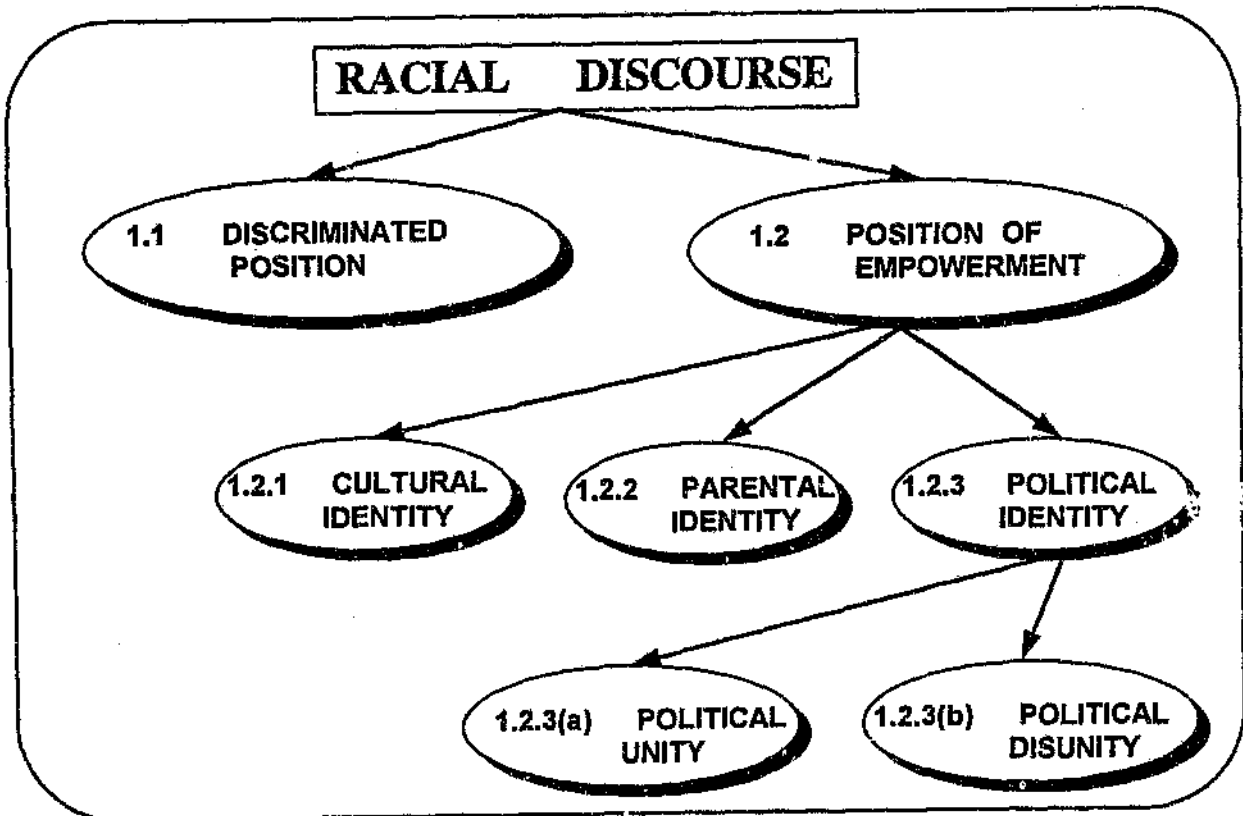 RACIAL DISCOURSE
1.1 DISCRIMINATED
POSITION
1.2 POSITION OF
EMPOWERMENT
1.2.1 CULTURAL
IDENTITY
1.2.2 PARENTAL
IDENTITY
1.2.3 POLITICAL
IDENTITY
1.2.3(a) POLITICAL
UNITY
1.2.3(b) POLITICAL
DISUNITY